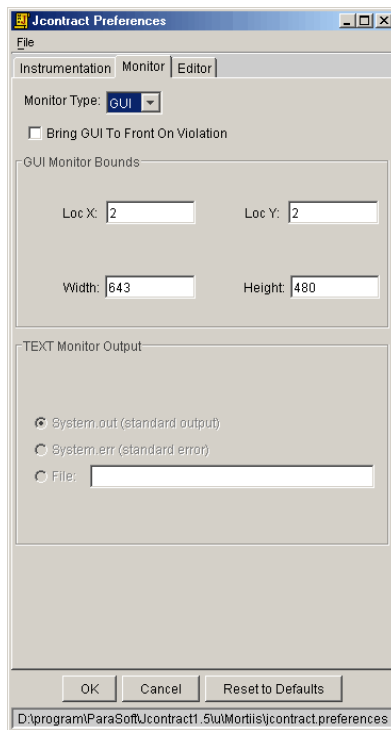 Jcontract Preferences
File
Instrumentation Monitor Editor
Monitor Type: GUI
Bring GUI To Front On Violation
GUI Monitor Bounds
Loc X: 2 Loc Y: 2
Width: 643 Height: 480
TEXT Monitor Output
System.out (standard output)
System.err (standard error)
File:
OK Cancel Reset to Defaults
D:\program\ParaSoft\Jcontract1.5\u\Mortiis\jcontract.preferences